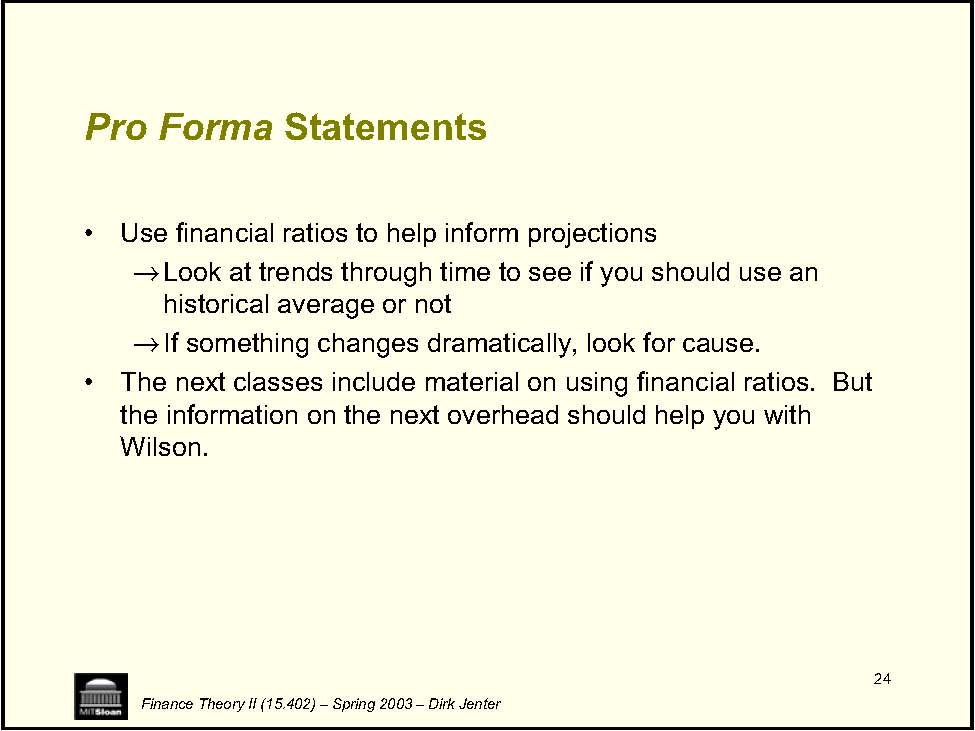 Pro Forma Statements
• Use financial ratios to help inform projections
→Look at trends through time to see if you should use an
historical average or not
→If something changes dramatically, look for cause.
• The next classes include material on using financial ratios.  But
the information on the next overhead should help you with
Wilson.
24
MITSloan
Finance Theory II (15.402) – Spring 2003 – Dirk Jenter